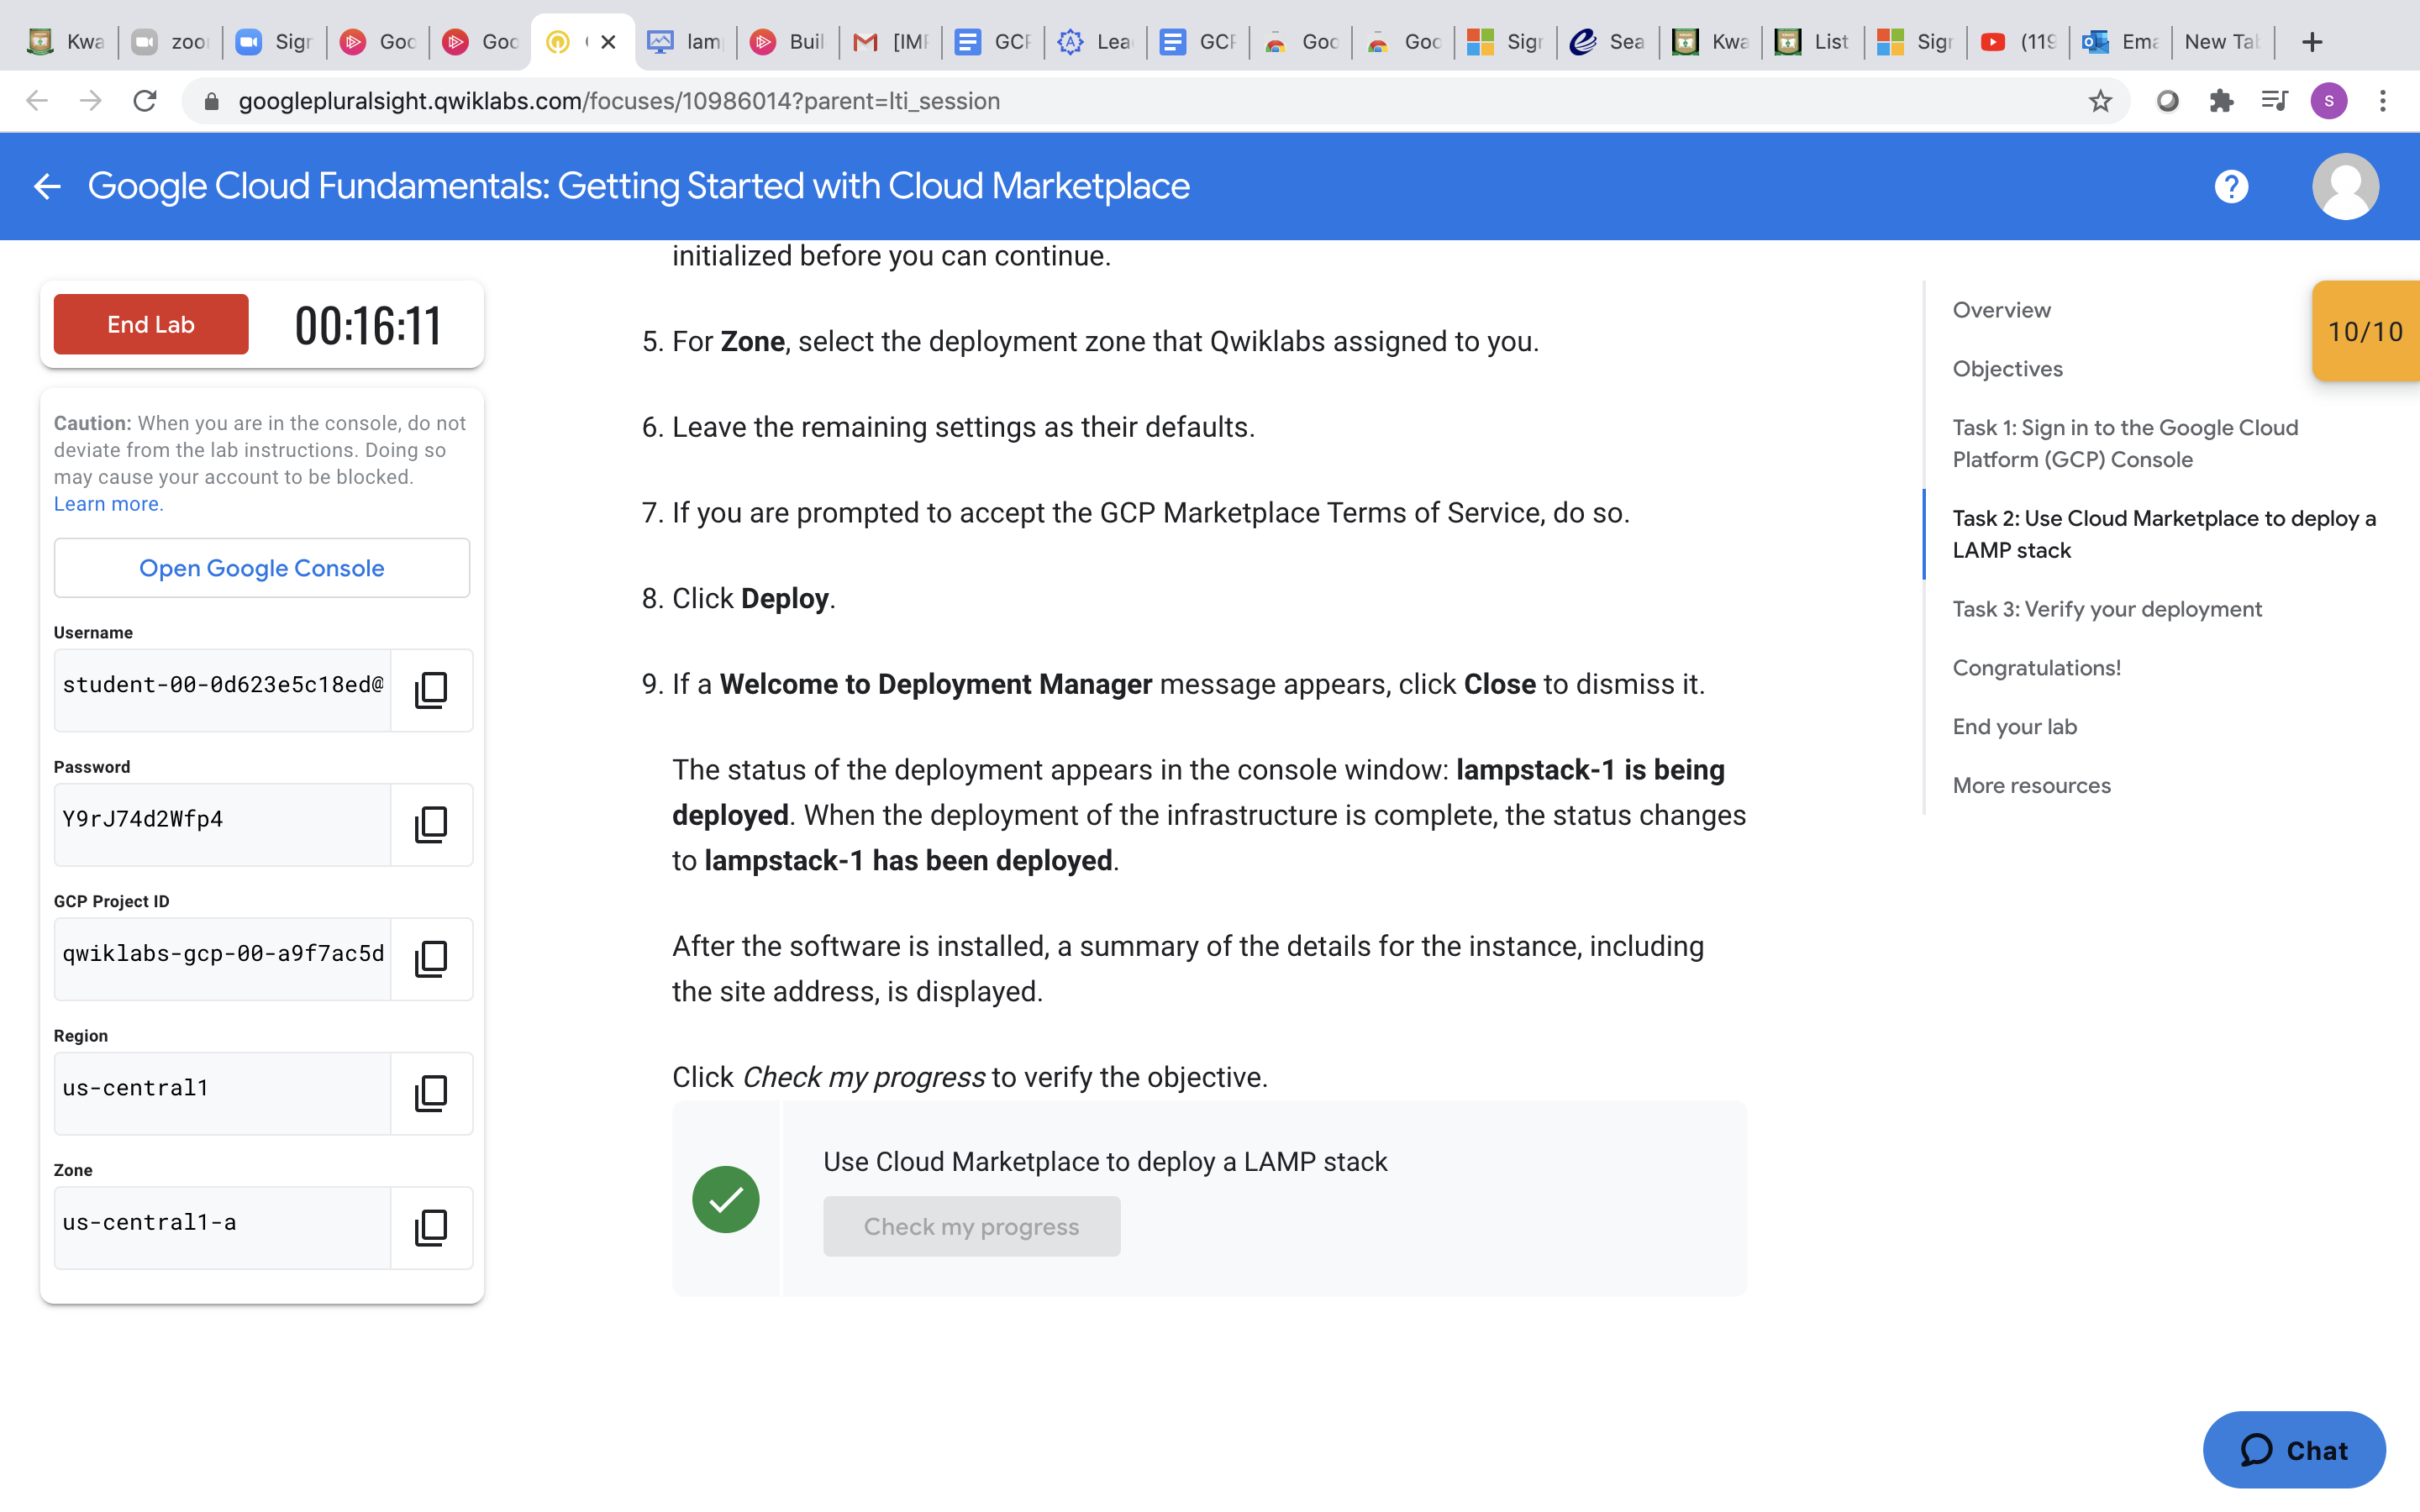 Kwa
zoo
Sigr
Goc
Goc
lam
Buil
[IMF
GCF
Lea
GCF
Goc
Goc
Sigr
Sea
Kwa
List
Sigr
(119
Ema
New Tab
googlepluralsight.qwiklabs.com/focuses/10986014?parent=lti_session
S
Google Cloud Fundamentals: Getting Started with Cloud Marketplace
End Lab
00:16:11
Caution: When you are in the console, do not
deviate from the lab instructions. Doing so
may cause your account to be blocked.
Learn more.
Open Google Console
Username
student-00-0d623e5c18ed@
Password
Y9rJ74d2Wfp4
GCP Project ID
qwiklabs-gcp-00-a9f7ac5d
Region
us-central1
Zone
us-central1-a
initialized before you can continue.
5. For Zone, select the deployment zone that Qwiklabs assigned to you.
6. Leave the remaining settings as their defaults.
7. If you are prompted to accept the GCP Marketplace Terms of Service, do so.
8. Click Deploy.
9. If a Welcome to Deployment Manager message appears, click Close to dismiss it.
The status of the deployment appears in the console window: lampstack-1 is being
deployed. When the deployment of the infrastructure is complete, the status changes
to lampstack-1 has been deployed.
After the software is installed, a summary of the details for the instance, including
the site address, is displayed.
Click Check my progress to verify the objective.
Use Cloud Marketplace to deploy a LAMP stack
Check my progress
Overview
Objectives
Task 1: Sign in to the Google Cloud
Platform (GCP) Console
Task 2: Use Cloud Marketplace to deploy a
LAMP stack
Task 3: Verify your deployment
Congratulations!
End your lab
More resources
10/10
Chat